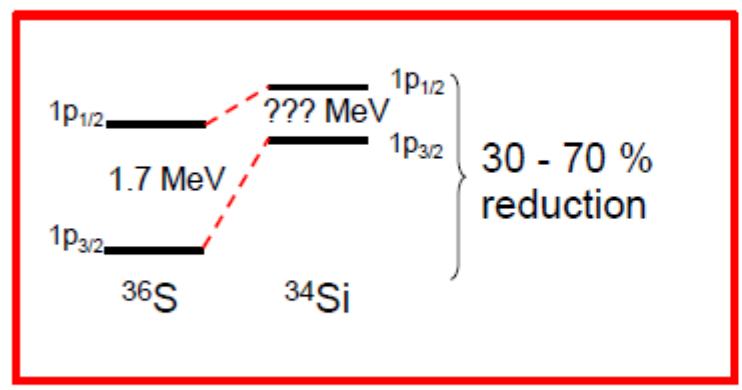 1p1/2
??? MeV
1p1/2
1p3/2
1.7 MeV
1p3/2
30 - 70 %
reduction
36S
34Si